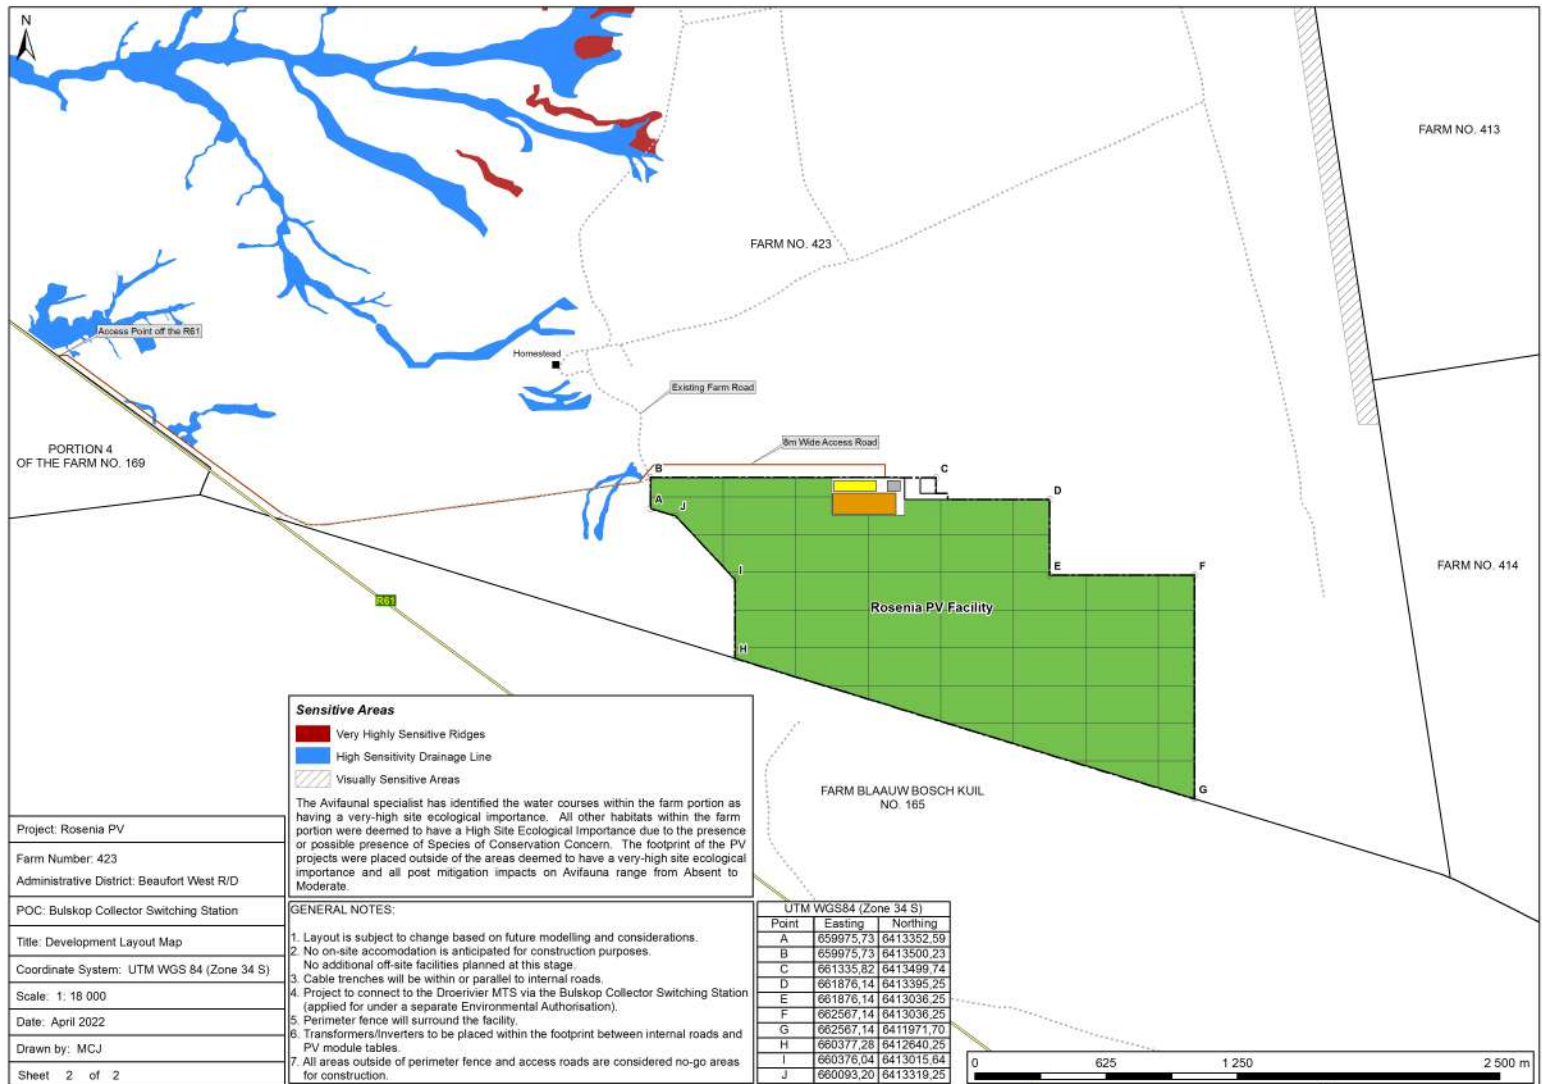 N
FARM NO. 413
FARM NO. 423
Access Point off the R61
Homestead
Existing Farm Road
8m Wide Access Road
PORTION 4
OF THE FARM NO. 169
B
C
A
J
D
I
E
F
FARM NO. 414
R61
Rosenia PV Facility
H
G
FARM BLAAUW BOSCH KUIL
NO. 165
Sensitive Areas
Very Highly Sensitive Ridges
High Sensitivity Drainage Line
Visually Sensitive Areas
The Avifaunal specialist has identified the water courses within the farm portion as
having a very-high site ecological importance. All other habitats within the farm
portion were deemed to have a High Site Ecological Importance due to the presence
or possible presence of Species of Conservation Concern. The footprint of the PV
projects were placed outside of the areas deemed to have a very-high site ecological
importance and all post mitigation impacts on Avifauna range from Absent to
Moderate.
Project: Rosenia PV
Farm Number: 423
Administrative District: Beaufort West R/D
POC: Bulskop Collector Switching Station
Title: Development Layout Map
Coordinate System: UTM WGS 84 (Zone 34 S)
Scale: 1: 18 000
Date: April 2022
Drawn by: MCJ
Sheet 2 of 2
GENERAL NOTES:
1. Layout is subject to change based on future modelling and considerations.
2. No on-site accomodation is anticipated for construction purposes.
No additional off-site facilities planned at this stage.
3. Cable trenches will be within or parallel to internal roads.
4. Project to connect to the Droerivier MTS via the Bulskop Collector Switching Station
(applied for under a separate Environmental Authorisation).
5. Perimeter fence will surround the facility.
6. Transformers/Inverters to be placed within the footprint between internal roads and
PV module tables.
7. All areas outside of perimeter fence and access roads are considered no-go areas
for construction.
UTM WGS84 (Zone 34 S)
Point Easting Northing
A 659975,73 6413352,59
B 659975,73 6413500,23
C 661335,82 6413499,74
D 661876,14 6413395,25
E 661876,14 6413036,25
F 662567,14 6413036,25
G 662567,14 6411971,70
H 660377,28 6412640,25
I 660376,04 6413015,64
J 660093,20 6413319,25
0 625 1 250 2 500 m